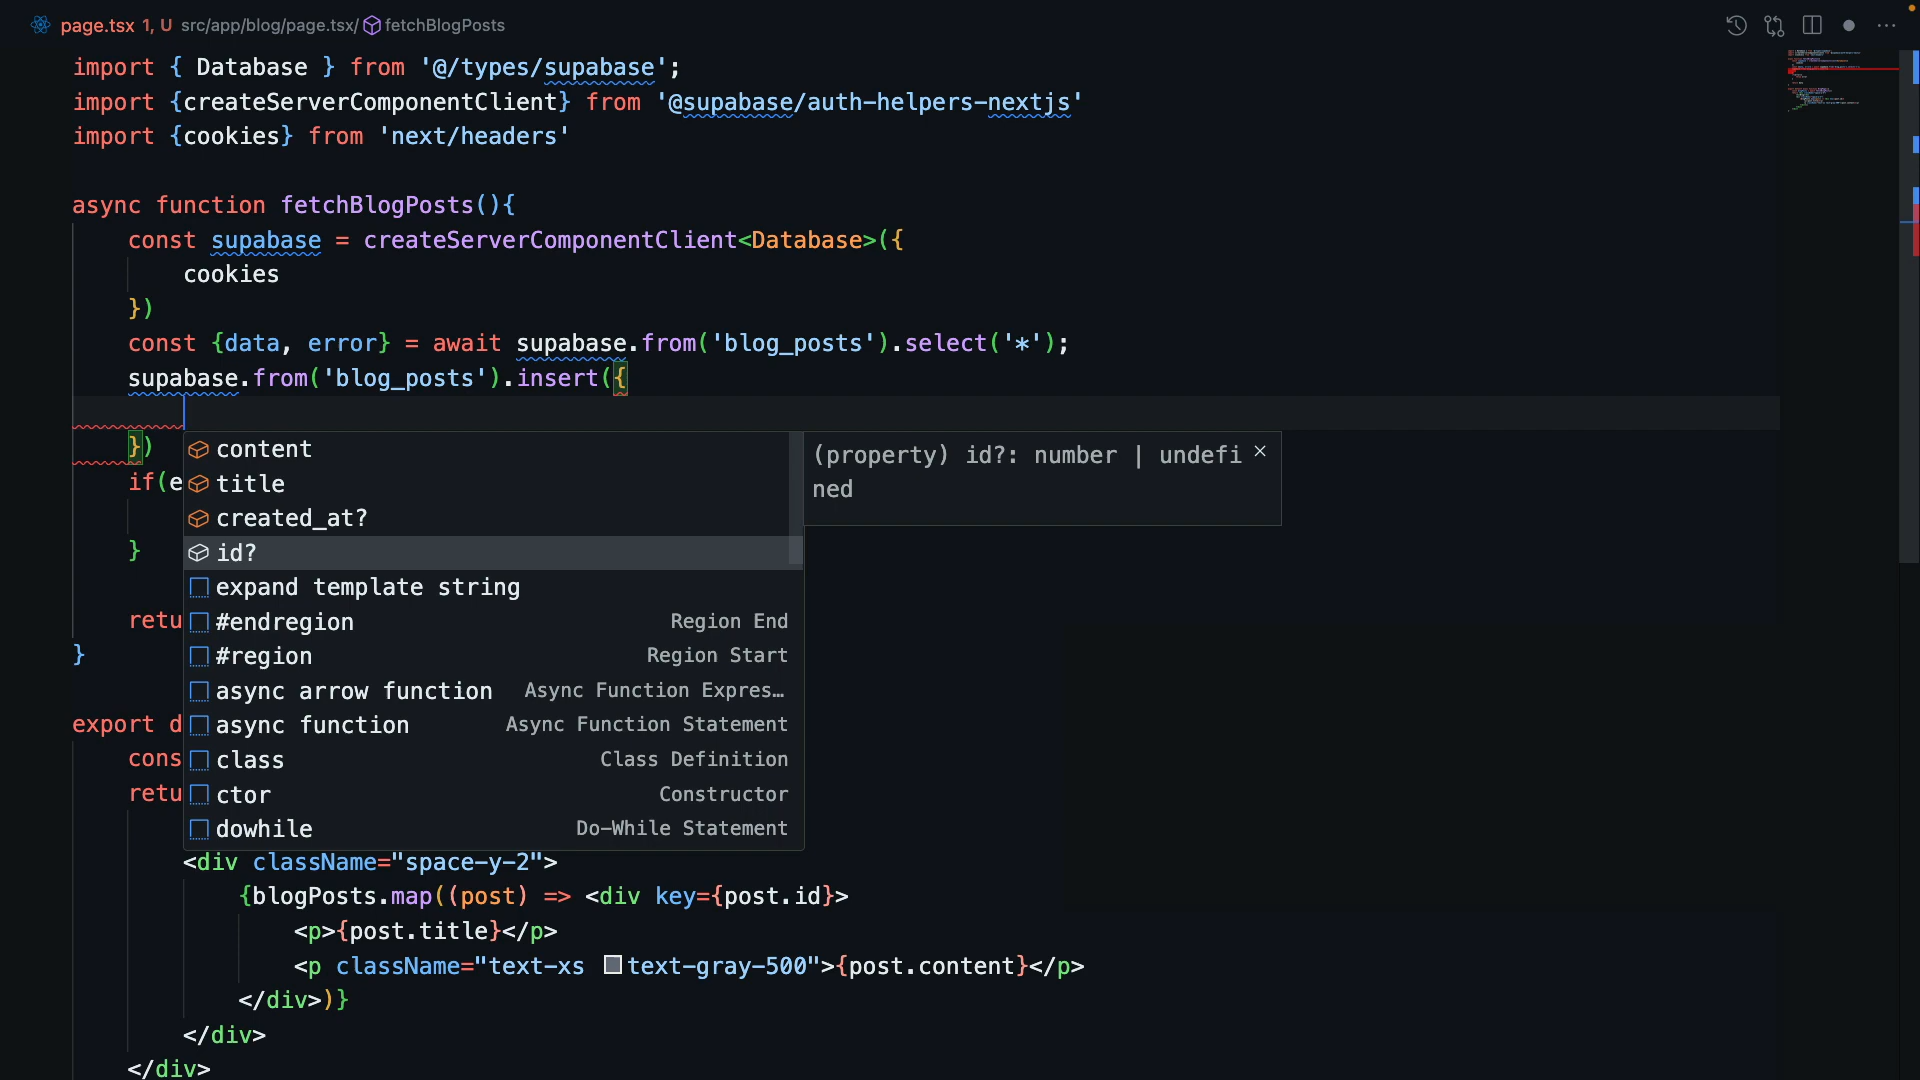 page.tsx 1, U src/app/blog/page.tsx/ fetchBlogPosts
import { Database } from '@/types/supabase';
import {createServerComponentClient} from '@supabase/auth-helpers-nextjs'
import {cookies} from 'next/headers'
async function fetchBlogPosts(){
const supabase = createServerComponentClient<Database>({
cookies
})
const {data, error} = await supabase.from('blog_posts').select('*');
supabase.from('blog_posts').insert({
})
content
(property) id?: number | undefi
ned
if(e
title
created_at?
}
id?
expand template string
retu
#endregion Region End
}
#region Region Start
async arrow function Async Function Expres…
export d
async function Async Function Statement
cons
class Class Definition
retu
ctor Constructor
dowhile Do-While Statement
<div className="space-y-2">
{blogPosts.map((post) => <div key={post.id}>
<p>{post.title}</p>
<p className="text-xs text-gray-500">{post.content}</p>
</div>)}
</div>
</div>